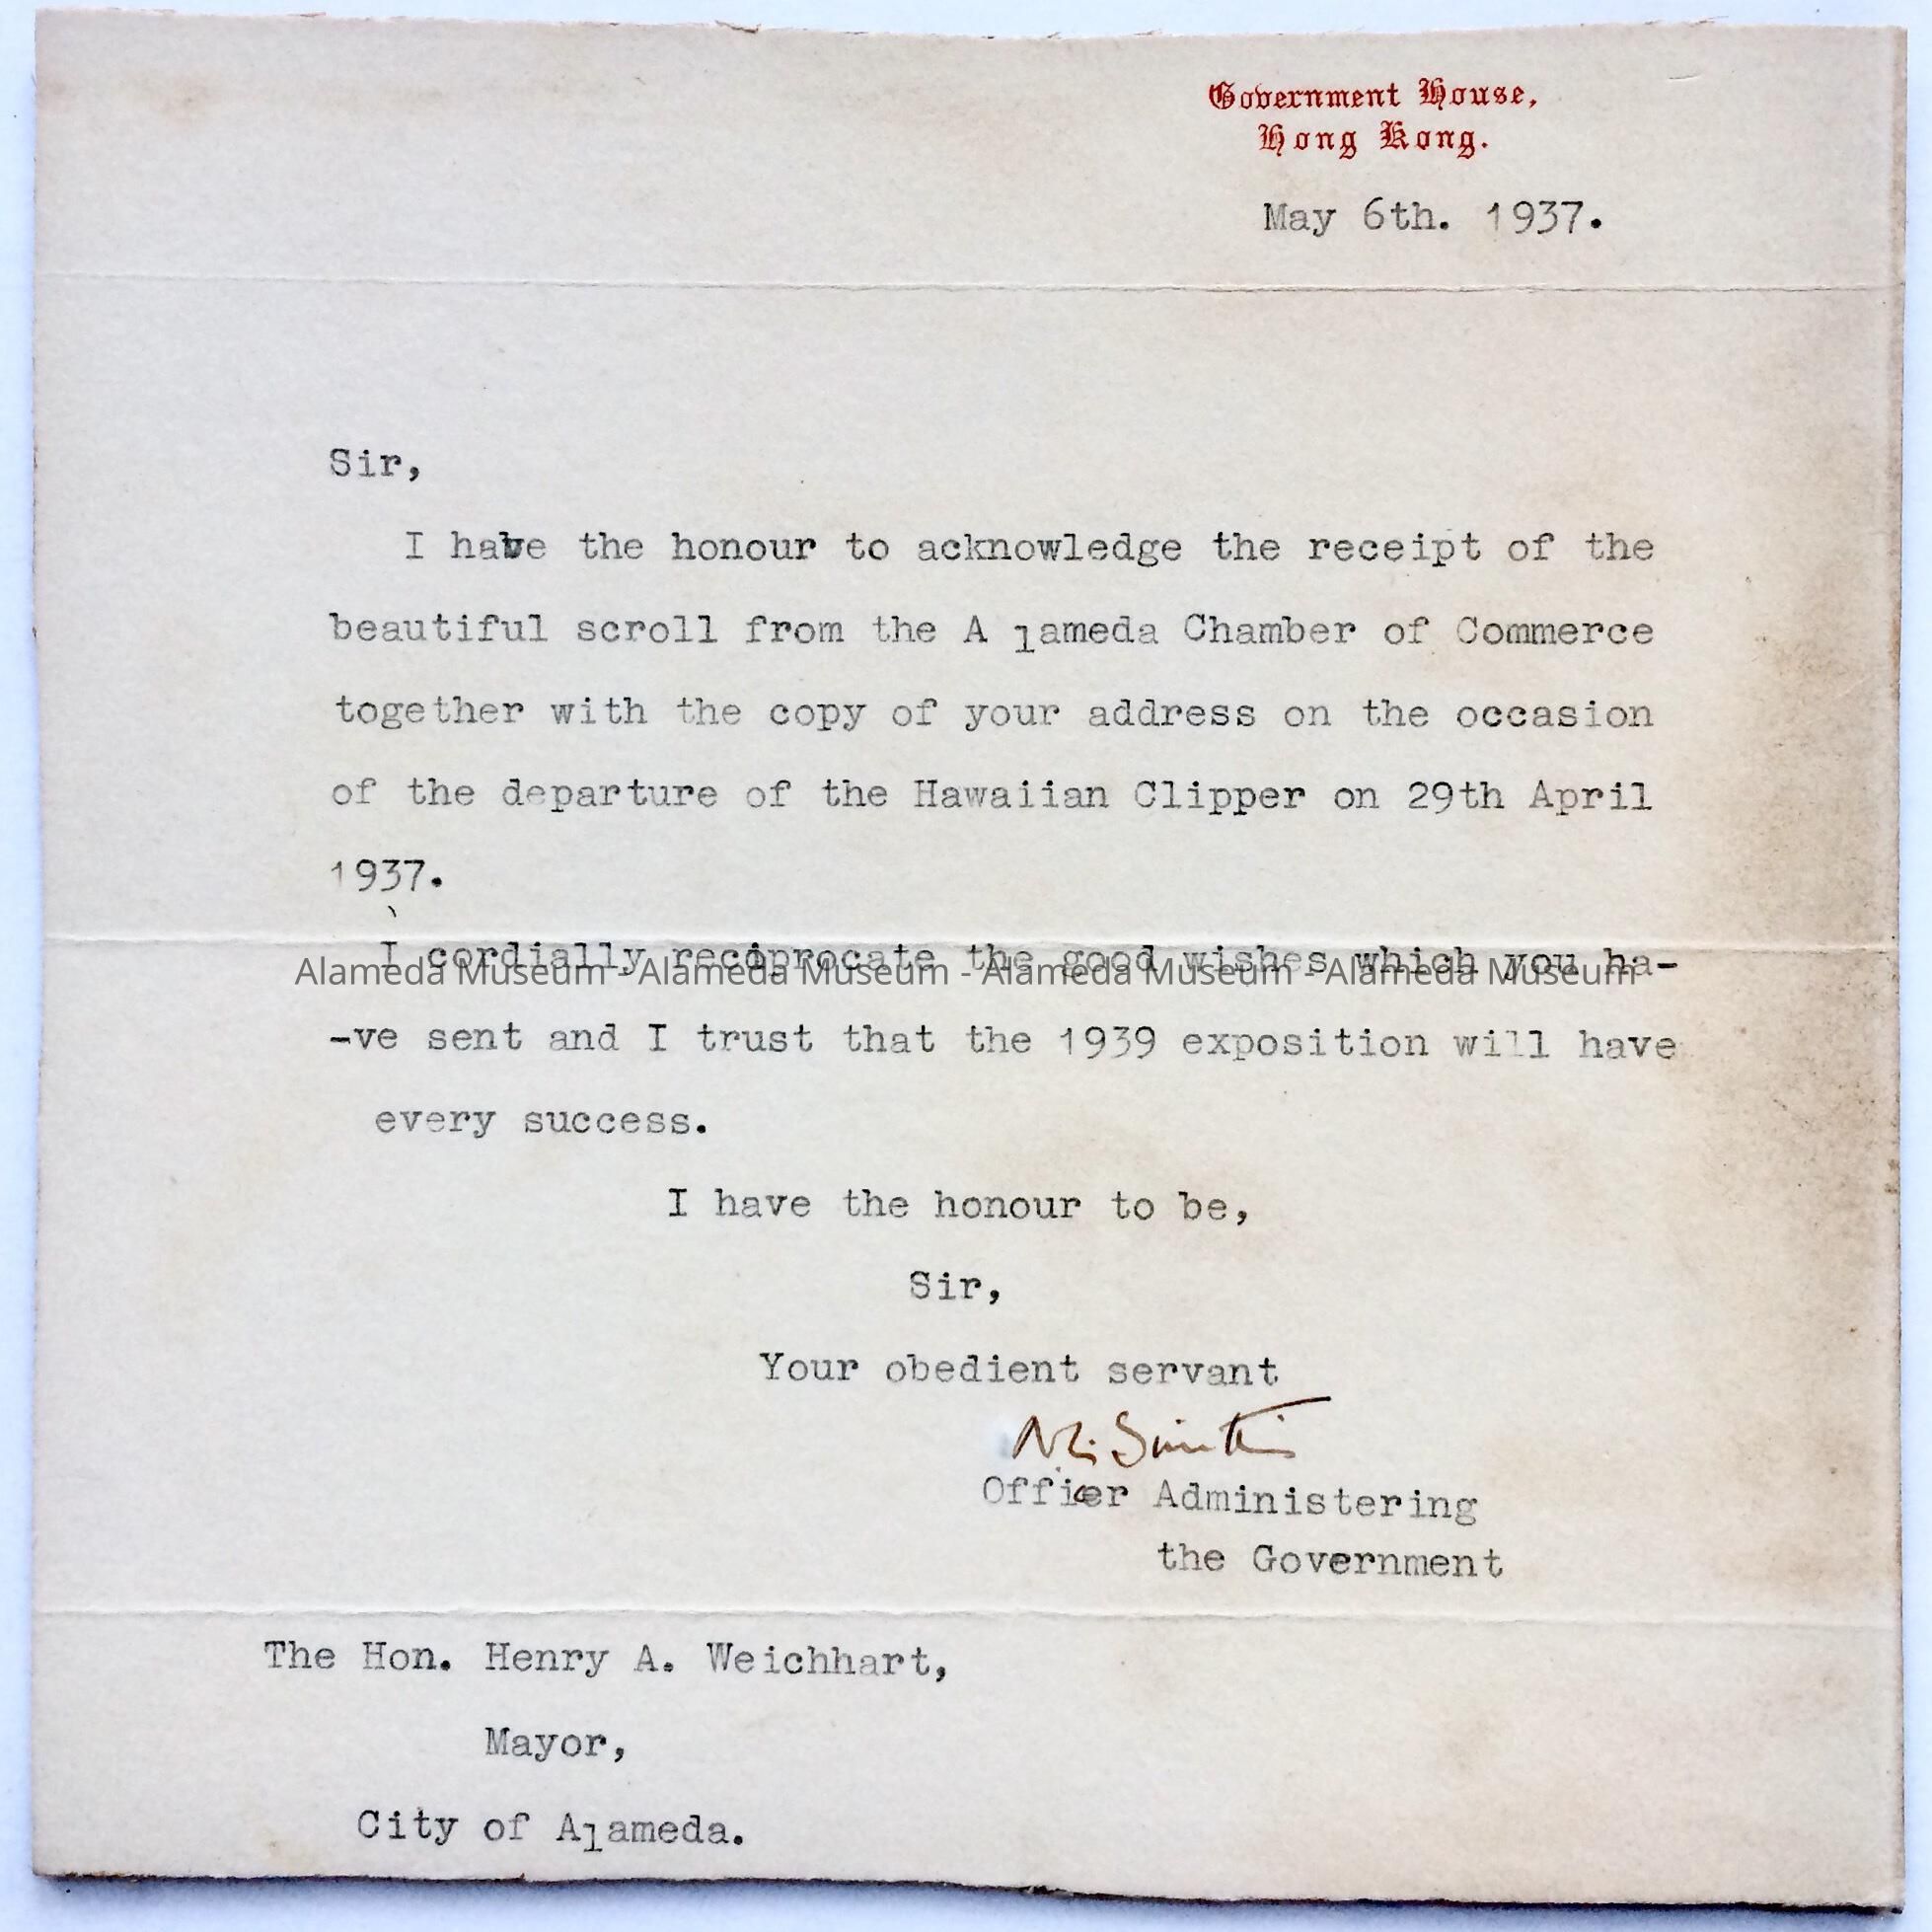 Government House,
Hong Kong.
May 6th. 1937.
Sir,
I have the honour to acknowledge the receipt of the
beautiful scroll from the A lameda Chamber of Commerce
together with the copy of your address on the occasion
of the departure of the Hawaiian Clipper on 29th April
1937.
I cordially reciprocate the good wishes which you ha-
Alameda Museum - Alameda Museum - Alameda Museum - Alameda Museum
-ve sent and I trust that the 1939 exposition will have
every success.
I have the honour to be,
Sir,
Your obedient servant
Smith
Officer Administering
the Government
The Hon. Henry A. Weichhart,
Mayor,
City of Alameda.